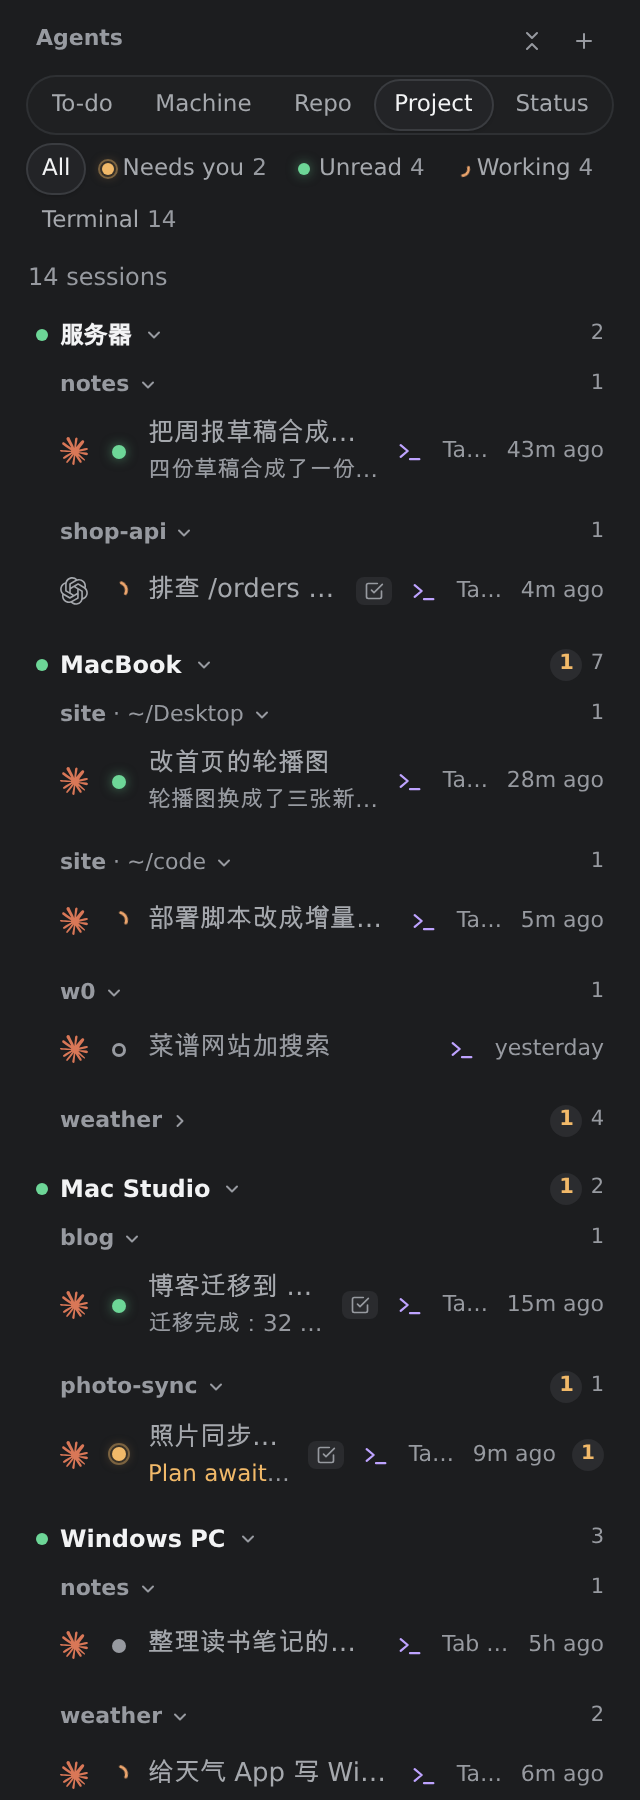 Agents
To-do Machine Repo Project Status
All Needs you 2 Unread 4 Working 4
Terminal 14
14 sessions
服务器 2
notes 1
把周报草稿合成… Ta… 43m ago
四份草稿合成了一份…
shop-api 1
排查 /orders … Ta… 4m ago
MacBook 1 7
site · ~/Desktop 1
改首页的轮播图 Ta… 28m ago
轮播图换成了三张新…
site · ~/code 1
部署脚本改成增量… Ta… 5m ago
w0 1
菜谱网站加搜索 yesterday
weather 1 4
Mac Studio 1 2
blog 1
博客迁移到 … Ta… 15m ago
迁移完成：32 …
photo-sync 1 1
照片同步… Ta… 9m ago 1
Plan await…
Windows PC 3
notes 1
整理读书笔记的… Tab … 5h ago
weather 2
给天气 App 写 Wi… Ta… 6m ago